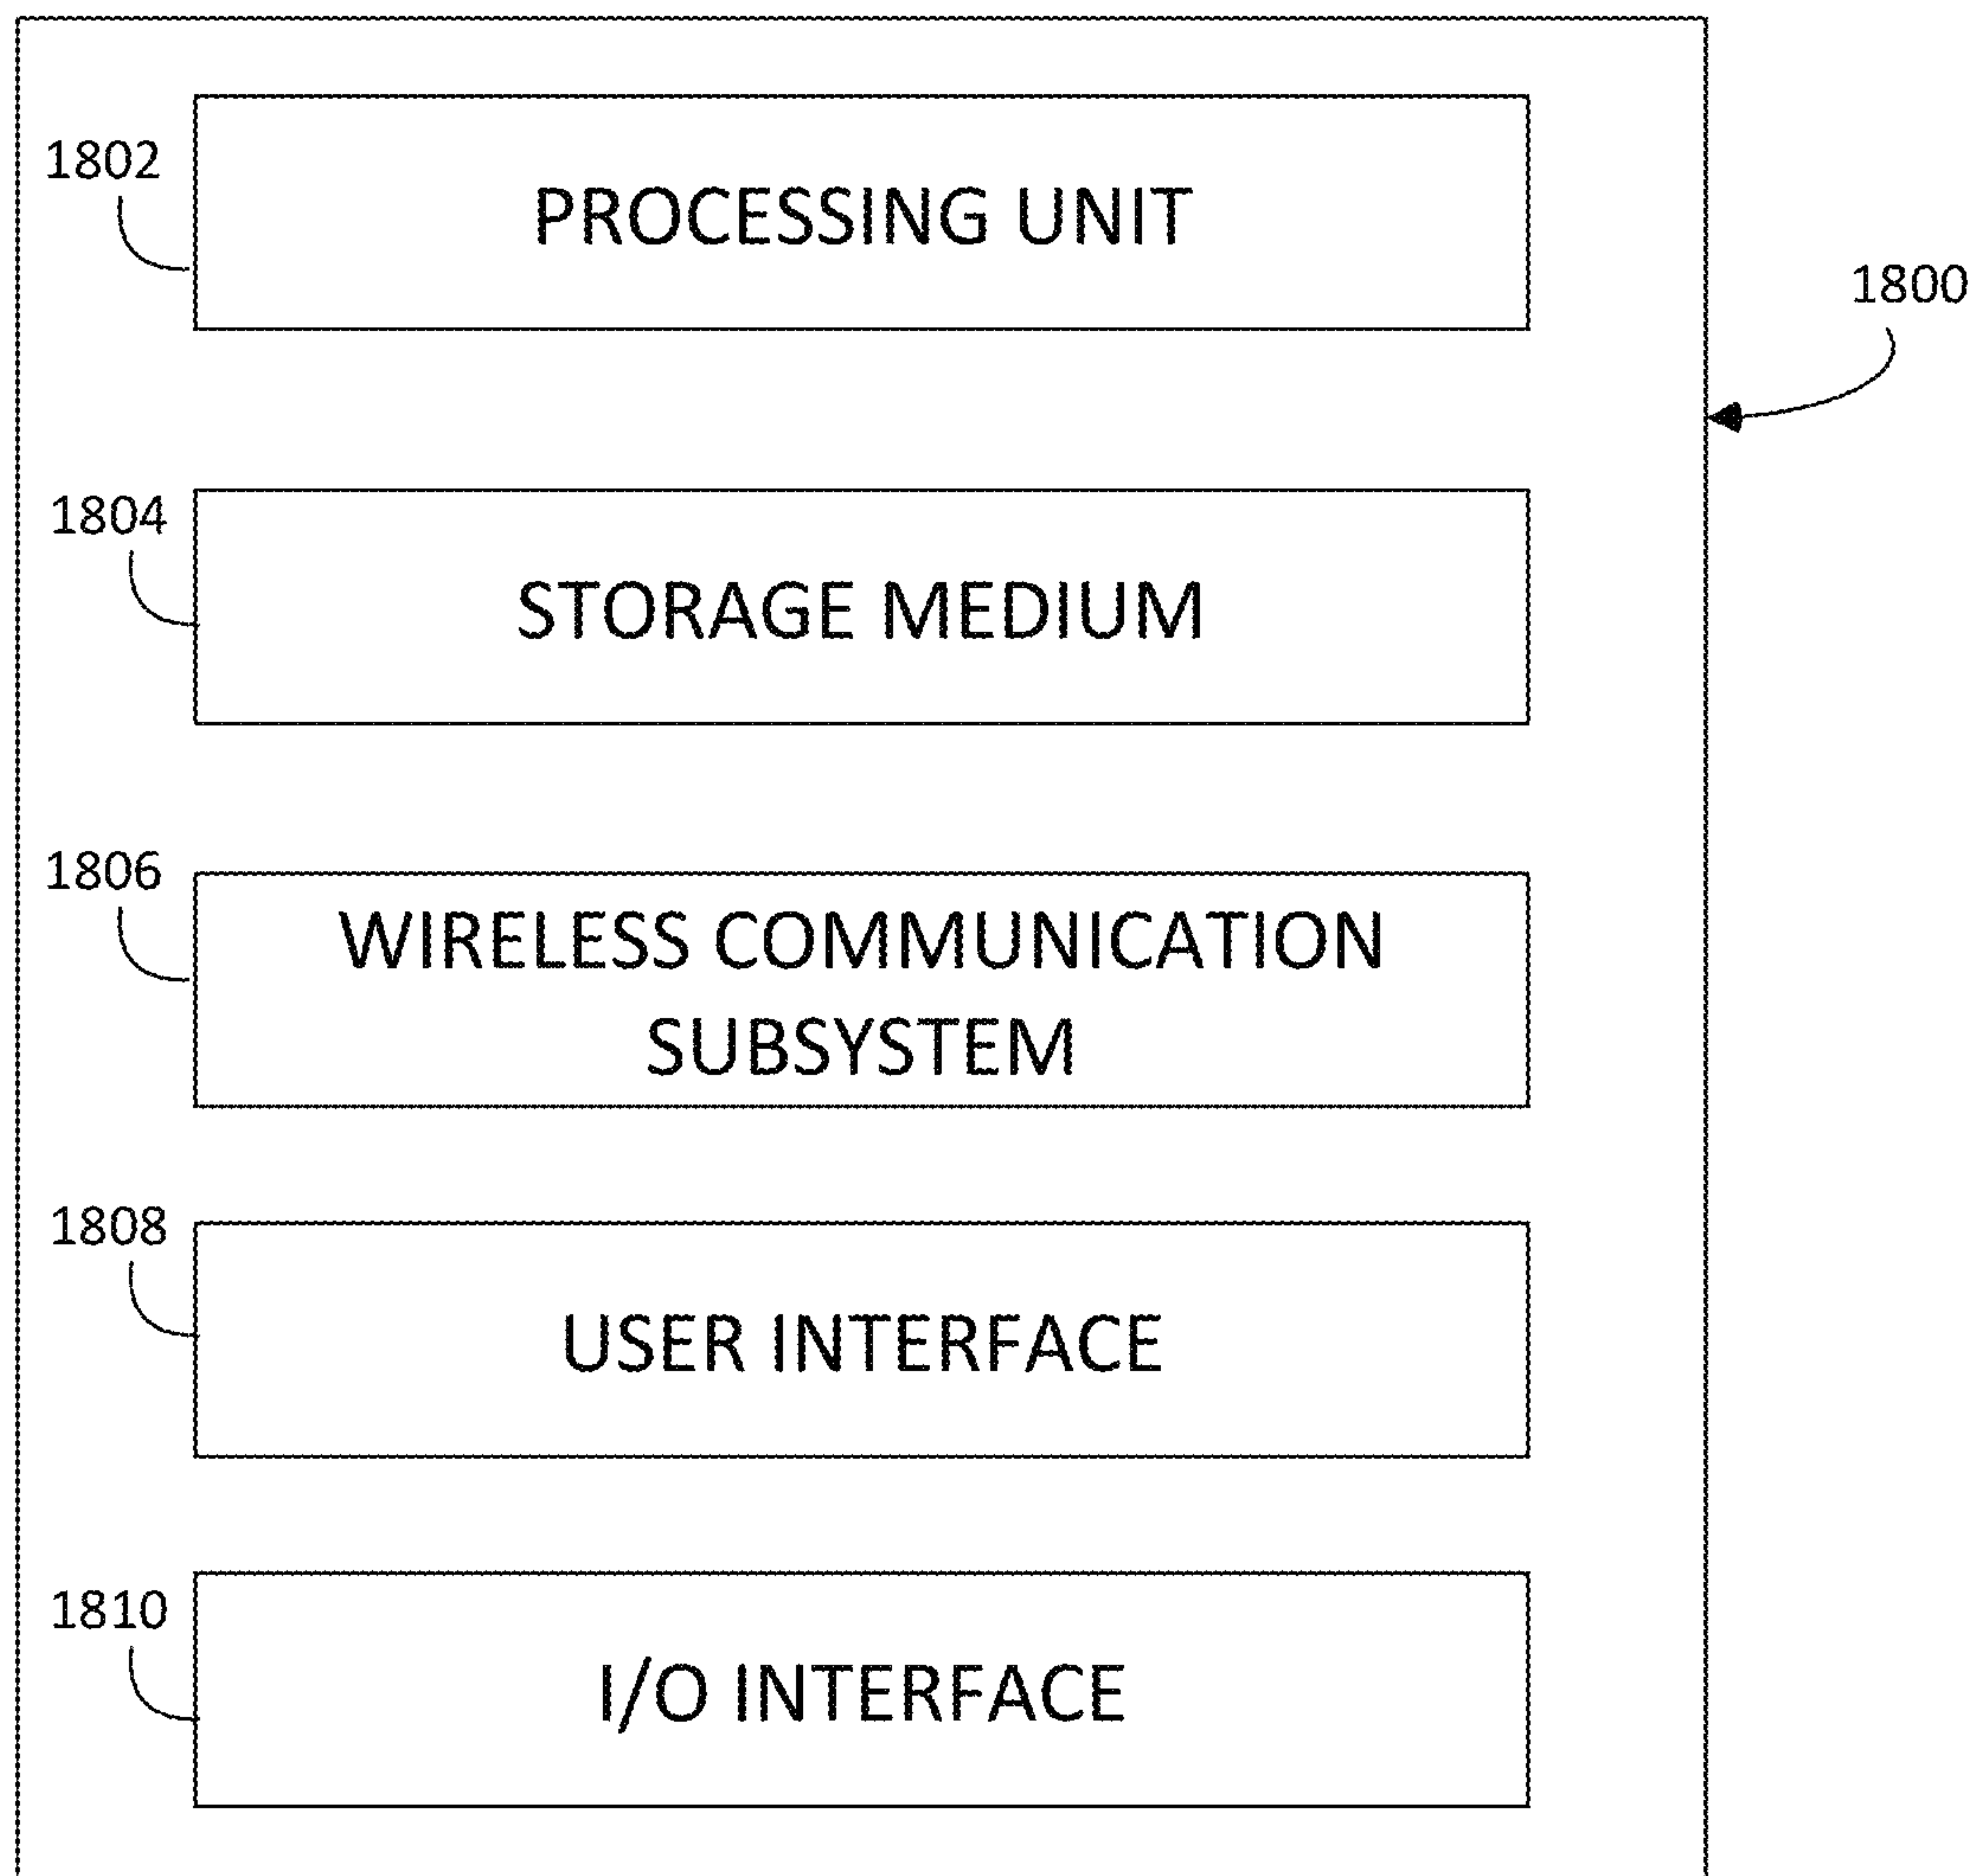 1802
PROCESSING UNIT
1800
1804
STORAGE MEDIUM
1806
WIRELESS COMMUNICATION
SUBSYSTEM
1808
USER INTERFACE
1810
I/O INTERFACE